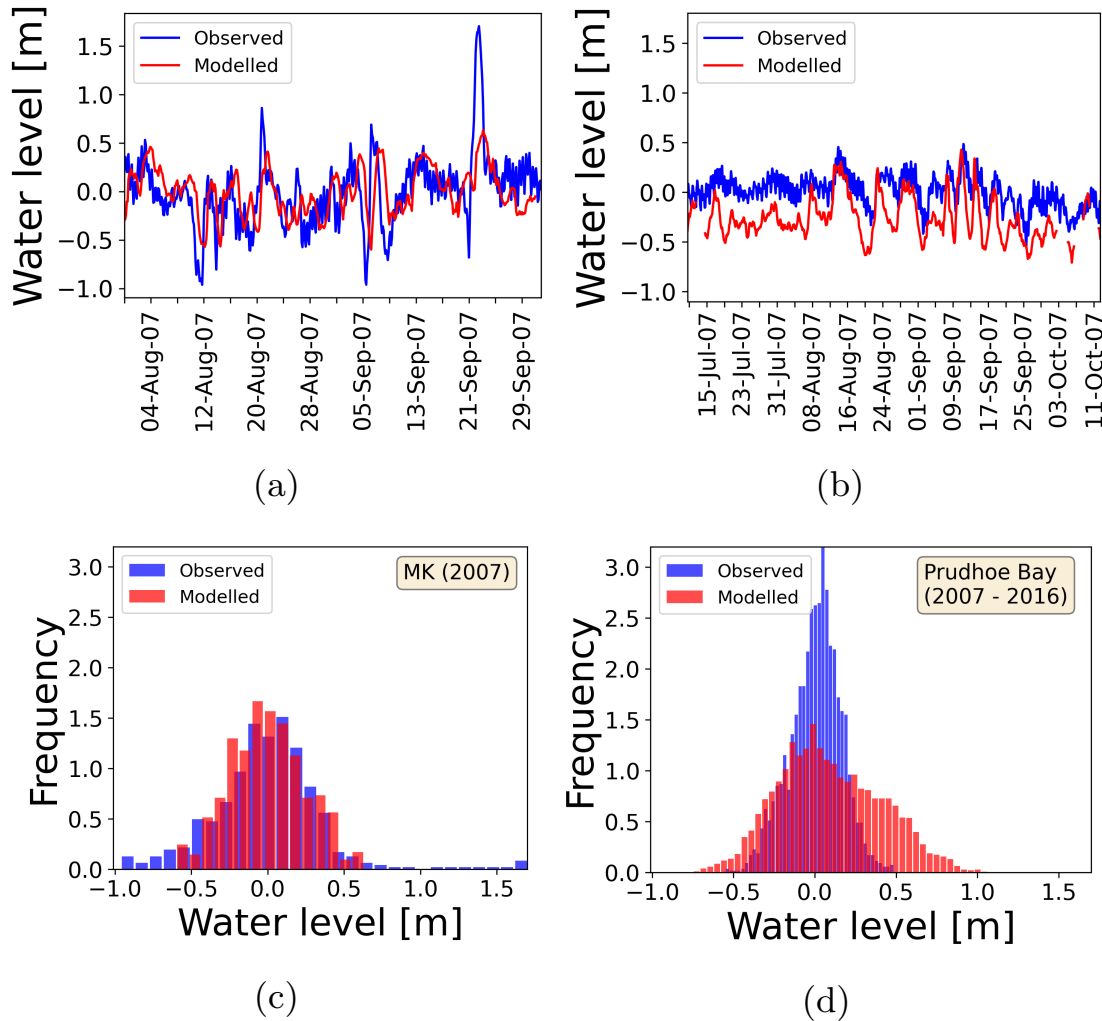 Water level [m]
1.5
1.0
0.5
0.0
−0.5
−1.0
Observed
Modelled
04-Aug-07
12-Aug-07
20-Aug-07
28-Aug-07
05-Sep-07
13-Sep-07
21-Sep-07
29-Sep-07
(a)
Water level [m]
1.5
1.0
0.5
0.0
−0.5
−1.0
Observed
Modelled
15-Jul-07
23-Jul-07
31-Jul-07
08-Aug-07
16-Aug-07
24-Aug-07
01-Sep-07
09-Sep-07
17-Sep-07
25-Sep-07
03-Oct-07
11-Oct-07
(b)
Frequency
3.0
2.5
2.0
1.5
1.0
0.5
0.0
Observed
Modelled
MK (2007)
−1.0 −0.5 0.0 0.5 1.0 1.5
Water level [m]
(c)
Frequency
3.0
2.5
2.0
1.5
1.0
0.5
0.0
Observed
Modelled
Prudhoe Bay
(2007 - 2016)
−1.0 −0.5 0.0 0.5 1.0 1.5
Water level [m]
(d)